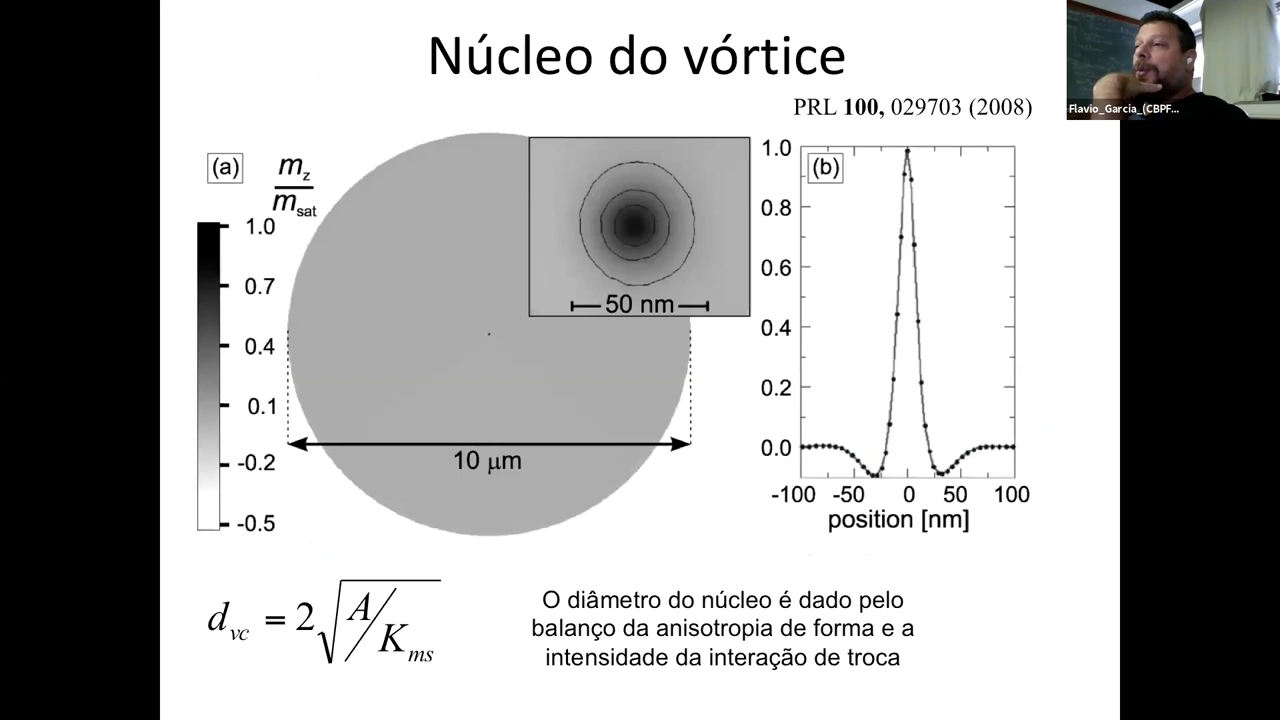 Núcleo do vórtice
PRL 100, 029703 (2008)
Flavio_Garcia_(CBPF...
(a)
m_z
m_sat
1.0
0.7
0.4
0.1
-0.2
-0.5
50 nm
10 μm
(b)
1.0
0.8
0.6
0.4
0.2
0.0
-100 -50 0 50 100
position [nm]
d_vc = 2√A/K_ms
O diâmetro do núcleo é dado pelo
balanço da anisotropia de forma e a
intensidade da interação de troca